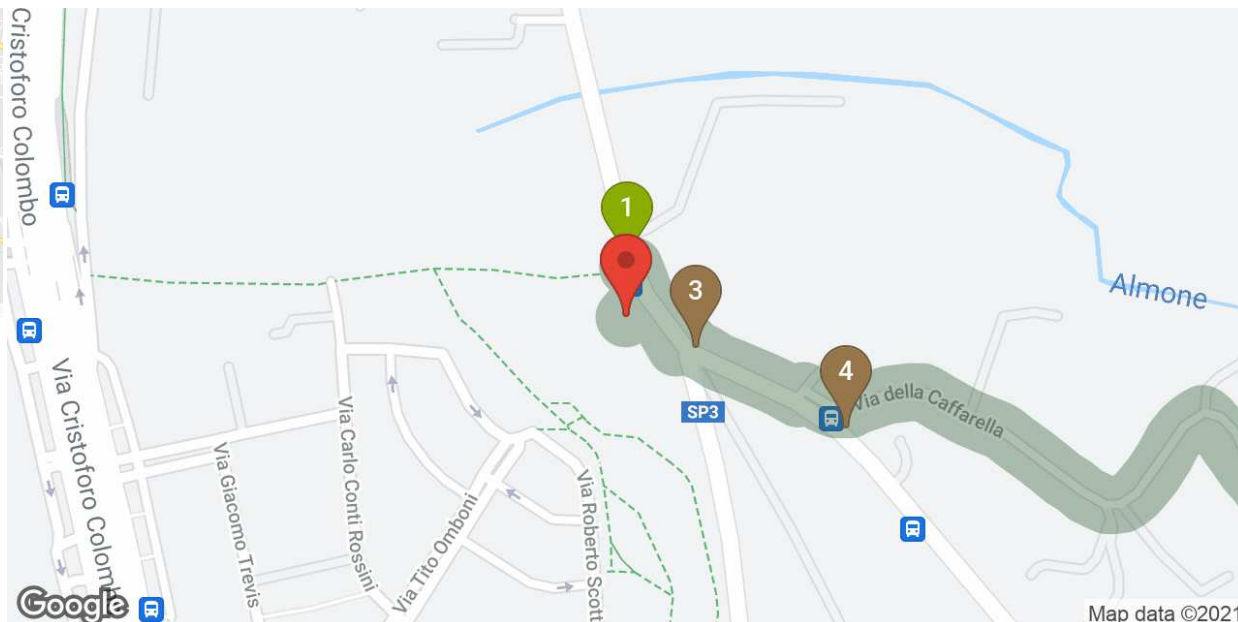 Cristoforo Colombo
1
3
4
Almone
Via della Caffarella
SP3
Via Cristoforo Colombo
Via Giacomo Trevis
Via Carlo Conti Rossini
Via Tito Omboni
Via Roberto Scott
Google
Map data ©2021